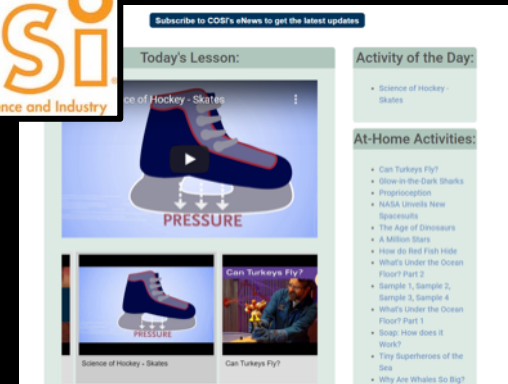 Subscribe to COSI's eNews to get the latest updates
Si
nce and Industry
Today's Lesson:
ce of Hockey - Skates
PRESSURE
PRESSURE
Science of Hockey - Skates
Can Turkeys Fly?
Can Turkeys Fly?
Activity of the Day:
Science of Hockey -
Skates
At-Home Activities:
Can Turkeys Fly?
Glow-in-the-Dark Sharks
Proprioception
NASA Unveils New
Spacesuits
The Age of Dinosaurs
A Million Stars
How do Red Fish Hide
What's Under the Ocean
Floor? Part 2
Sample 1, Sample 2,
Sample 3, Sample 4
What's Under the Ocean
Floor? Part 1
Soap: How does it
Work?
Tiny Superheroes of the
Sea
Why Are Whales So Big?